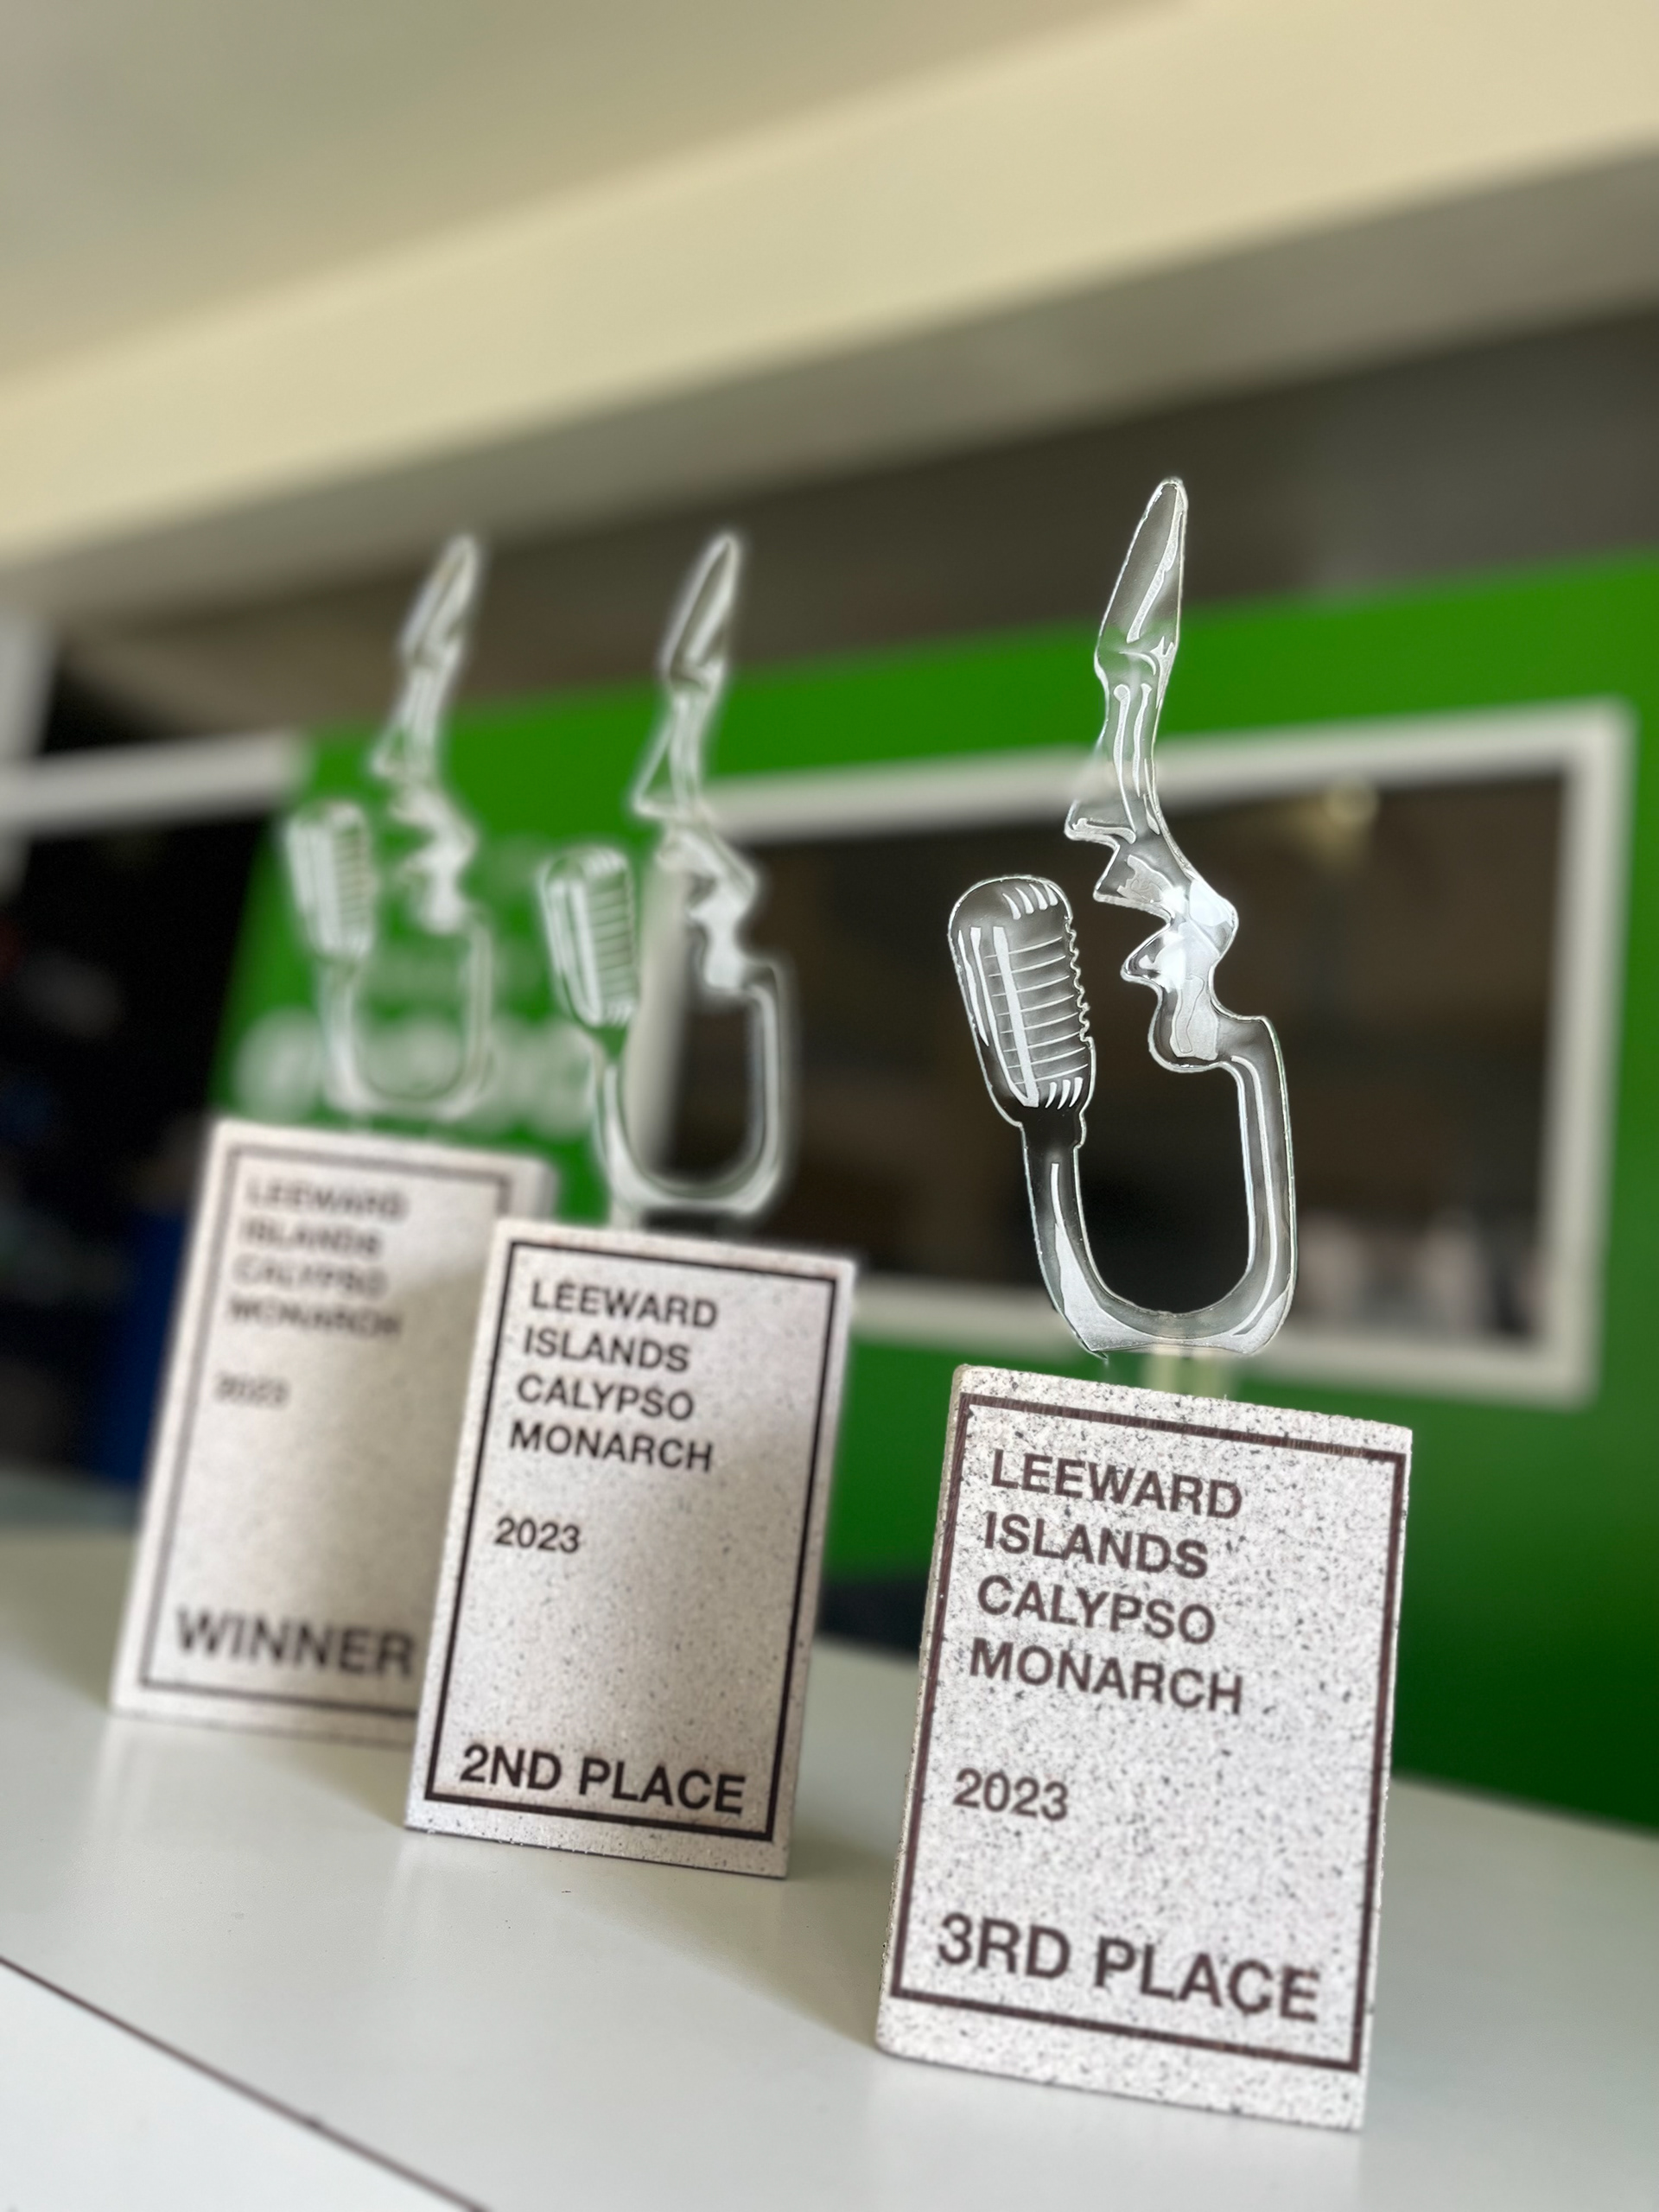 LEEWARD
ISLANDS
CALYPSO
MONARCH
2023
WINNER
LEEWARD
ISLANDS
CALYPSO
MONARCH
2023
2ND PLACE
LEEWARD
ISLANDS
CALYPSO
MONARCH
2023
3RD PLACE